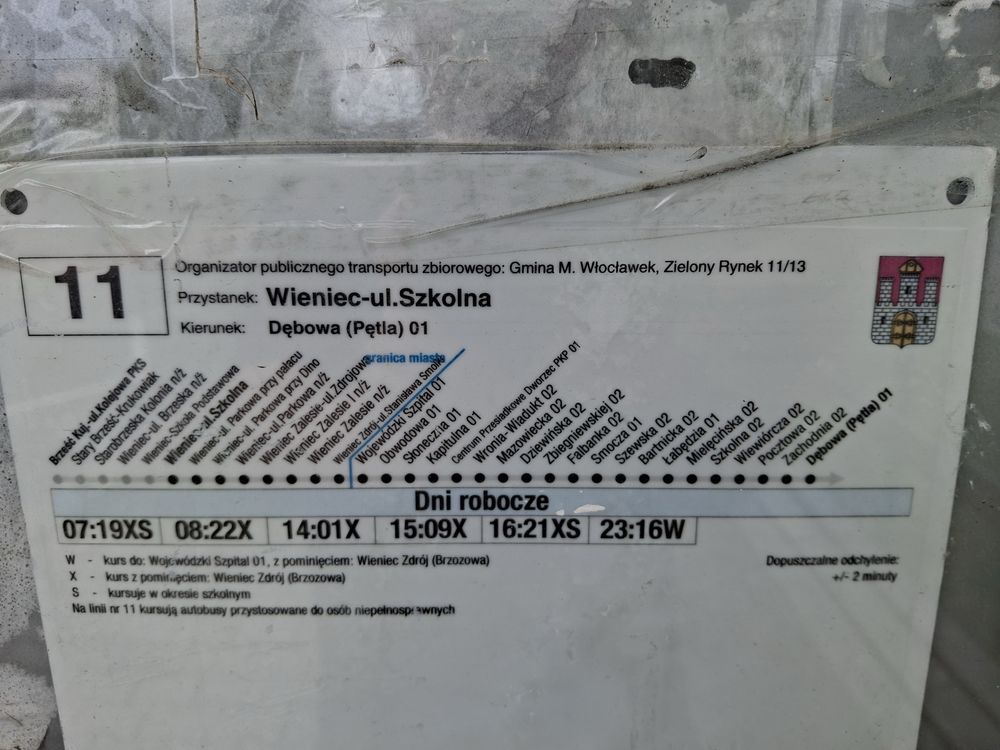 11
Organizator publicznego transportu zbiorowego: Gmina M. Włocławek, Zielony Rynek 11/13
Przystanek: Wieniec-ul.Szkolna
Kierunek: Dębowa (Pętla) 01
granica miasta
Brześć Kuj.-ul.Kolejowa PKS
Stary Brześć-Krukowiak
Starobrzeska Kolonia n/ż
Wieniec-ul. Brzeska n/ż
Wieniec-Szkoła Podstawowa
Wieniec-ul.Szkolna
Wieniec-ul. Parkowa przy pałacu
Wieniec-ul. Parkowa przy Dino
Wieniec-ul.Parkowa n/ż
Wieniec Zalesie-ul.Zdrojowa
Wieniec Zalesie I n/ż
Wieniec Zalesie n/ż
Wieniec Zdrój-ul.Stanisława
Wojewódzki Szpital 01
Obwodowa 01
Słoneczna 01
Kapitulna 01
Centrum Przesiadkowe Dworzec PKP 01
Wronia-Wiadukt 02
Mazowiecka 02
Dziewińska 02
Zbiegniewskiej 02
Fałbanka 02
Smocza 01
Szewska 02
Bartnicka 02
Łabędzia 01
Mielęcińska 02
Szkolna 02
Wiewiórcza 02
Pocztowa 02
Zachodnia 02
Dębowa (Pętla) 01
Dni robocze
07:19XS 08:22X 14:01X 15:09X 16:21XS 23:16W
W - kurs do: Wojewódzki Szpital 01, z pominięciem: Wieniec Zdrój (Brzozowa)
X - kurs z pominięciem: Wieniec Zdrój (Brzozowa)
S - kursuje w okresie szkolnym
Na linii nr 11 kursują autobusy przystosowane do osób niepełnosprawnych
Dopuszczalne odchylenie:
+/- 2 minuty